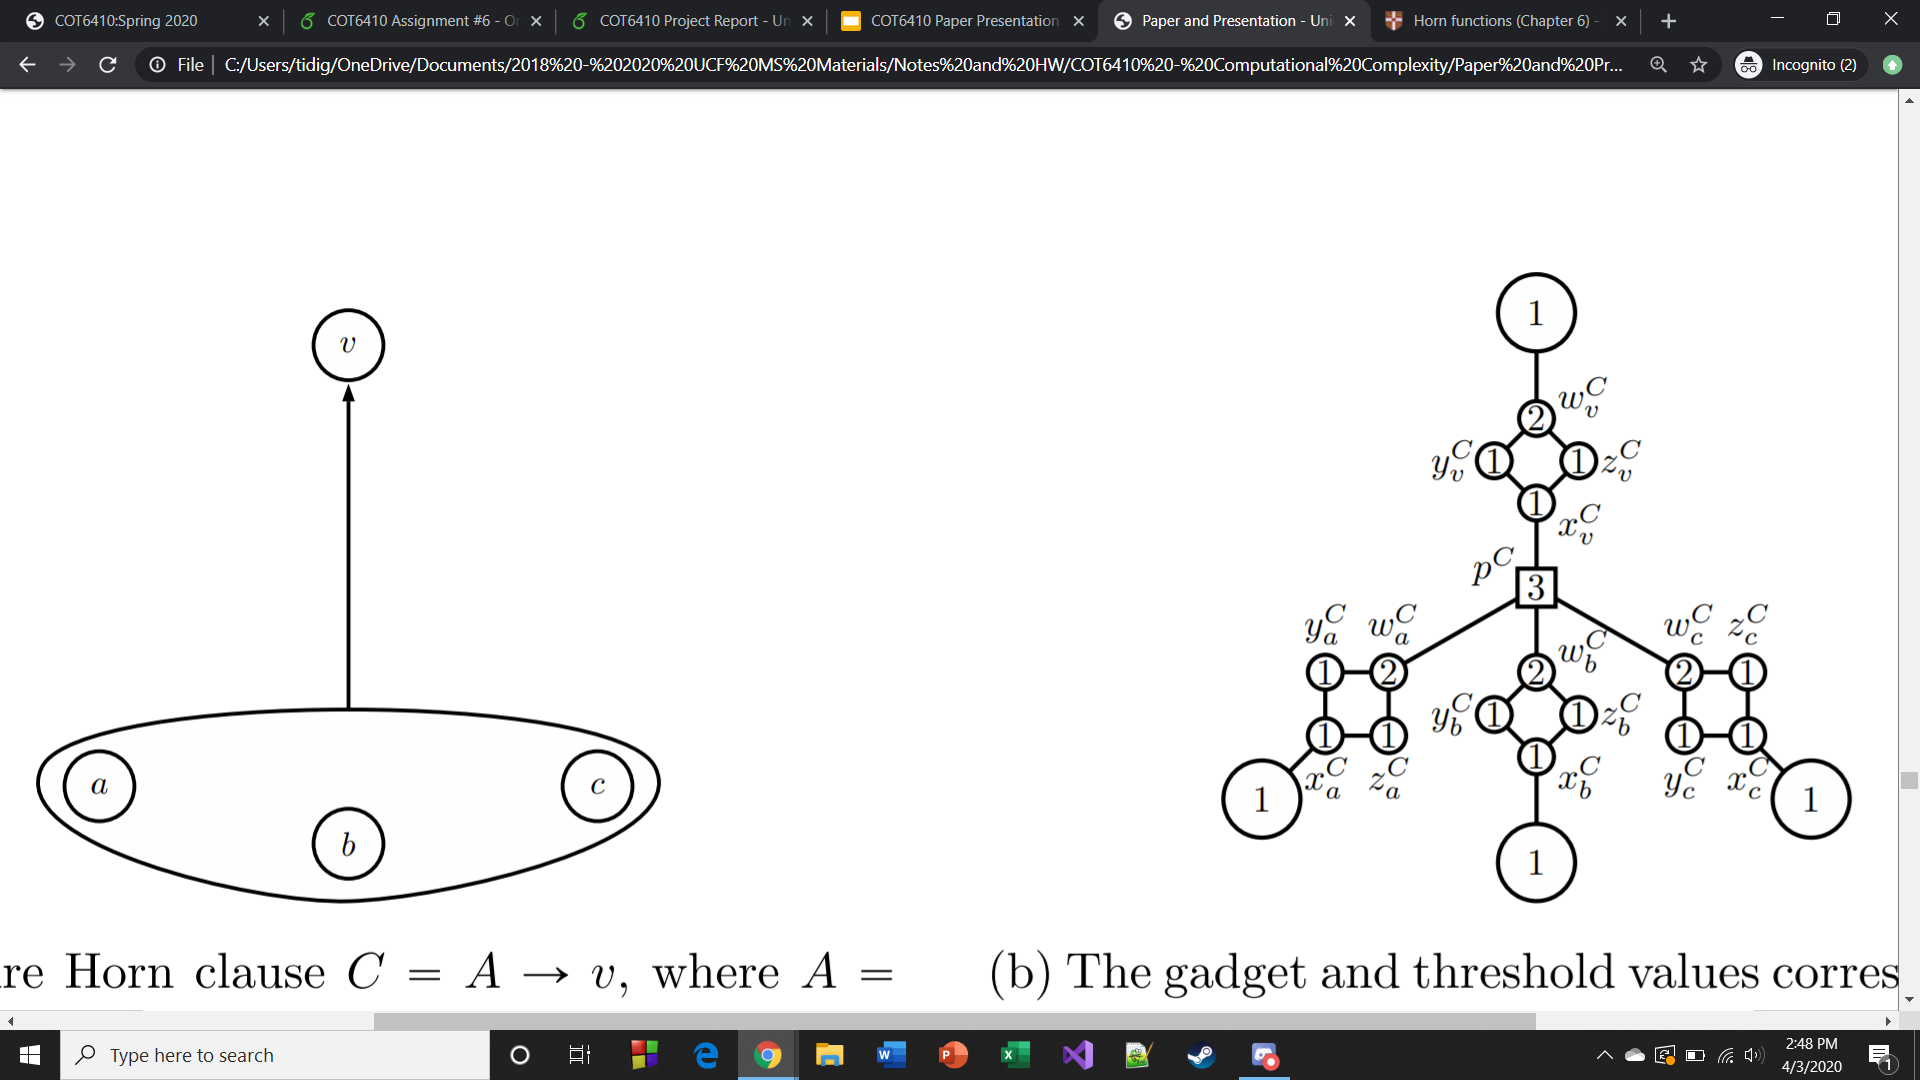 COT6410:Spring 2020
COT6410 Assignment #6 - O
COT6410 Project Report - Un
COT6410 Paper Presentation
Paper and Presentation - Uni
Horn functions (Chapter 6) -
File
C:/Users/tidig/OneDrive/Documents/2018%20-%202020%20UCF%20MS%20Materials/Notes%20and%20HW/COT6410%20-%20Computational%20Complexity/Paper%20and%20Pr...
Incognito (2)
v
a
b
c
1
2 w_v^C
y_v^C 1 1 z_v^C
1 x_v^C
p^C 3
y_a^C w_a^C
1 2
1 1
1 x_a^C z_a^C
2 w_b^C
y_b^C 1 1 z_b^C
1 x_b^C
1
w_c^C z_c^C
2 1
1 1
y_c^C x_c^C 1
re Horn clause C = A → v, where A =
(b) The gadget and threshold values corres
Type here to search
2:48 PM
4/3/2020
1